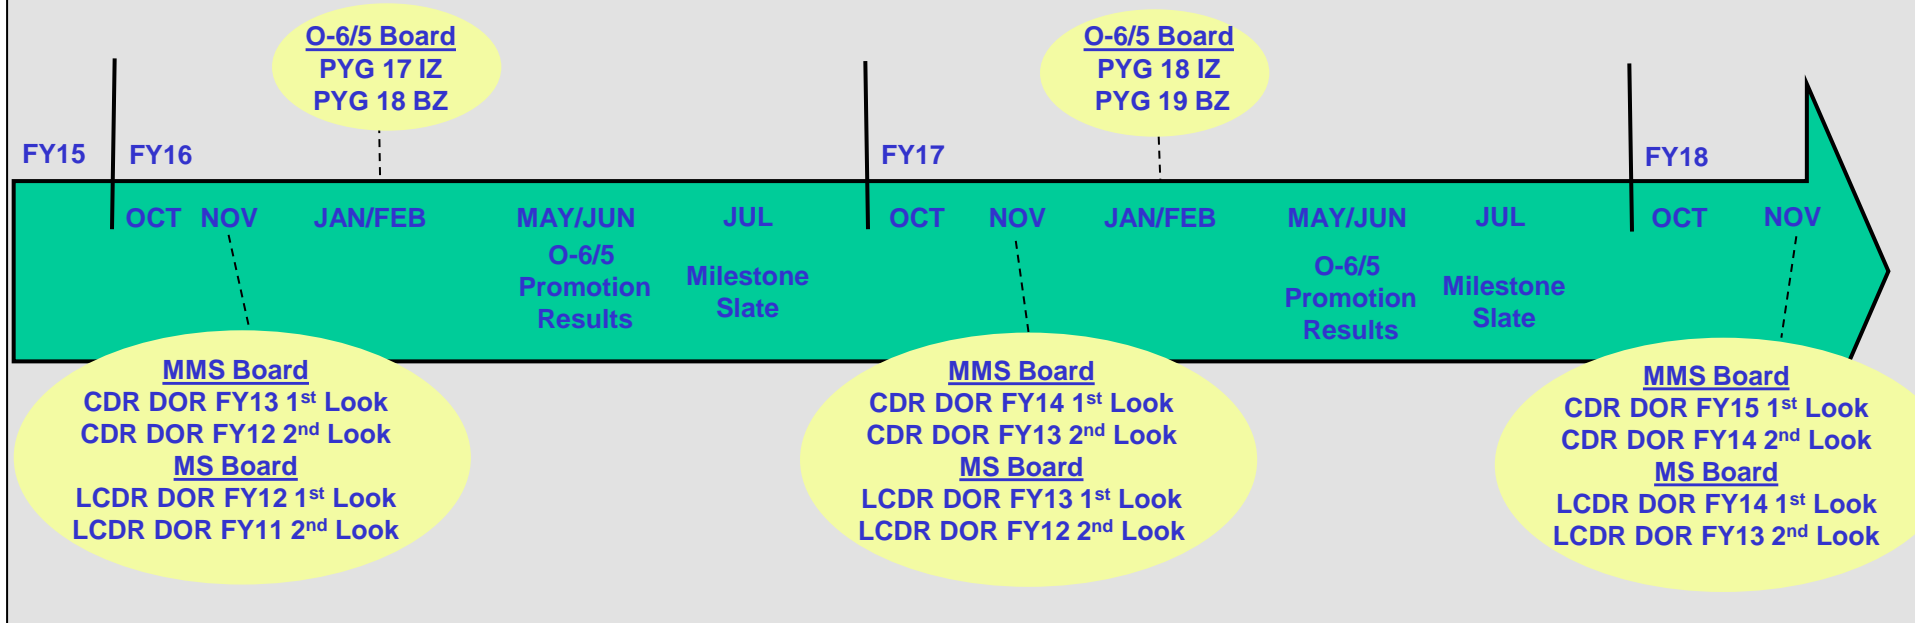 O-6/5 Board
PYG 17 IZ
PYG 18 BZ
O-6/5 Board
PYG 18 IZ
PYG 19 BZ
FY15
FY16
FY17
FY18
OCT
NOV
JAN/FEB
MAY/JUN
JUL
OCT
NOV
JAN/FEB
MAY/JUN
JUL
OCT
NOV
O-6/5
Promotion
Results
Milestone
Slate
O-6/5
Promotion
Results
Milestone
Slate
MMS Board
CDR DOR FY13 1st Look
CDR DOR FY12 2nd Look
MS Board
LCDR DOR FY12 1st Look
LCDR DOR FY11 2nd Look
MMS Board
CDR DOR FY14 1st Look
CDR DOR FY13 2nd Look
MS Board
LCDR DOR FY13 1st Look
LCDR DOR FY12 2nd Look
MMS Board
CDR DOR FY15 1st Look
CDR DOR FY14 2nd Look
MS Board
LCDR DOR FY14 1st Look
LCDR DOR FY13 2nd Look